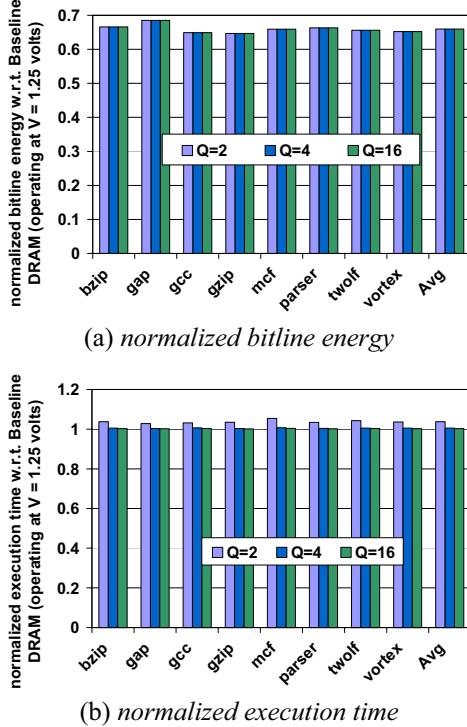 normalized bitline energy w.r.t. Baseline
DRAM (operating at V = 1.25 volts)
0.7
0.6
0.5
0.4
0.3
0.2
0.1
0
Q=2 Q=4 Q=16
bzip gap gcc gzip mcf parser twolf vortex Avg
(a) normalized bitline energy
normalized execution time w.r.t. Baseline
DRAM (operating at V = 1.25 volts)
1.2
1
0.8
0.6
0.4
0.2
0
Q=2 Q=4 Q=16
bzip gap gcc gzip mcf parser twolf vortex Avg
(b) normalized execution time